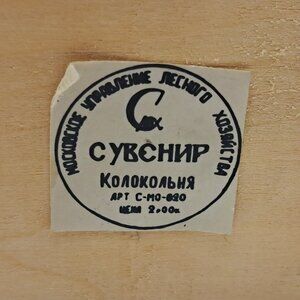 МОСКОВСКОЕ УПРАВЛЕНИЕ ЛЕСНОГО ХОЗЯЙСТВА
СУВЕНИР
КОЛОКОЛЬНЯ
АРТ С-МО-820
ЦЕНА 2-00к